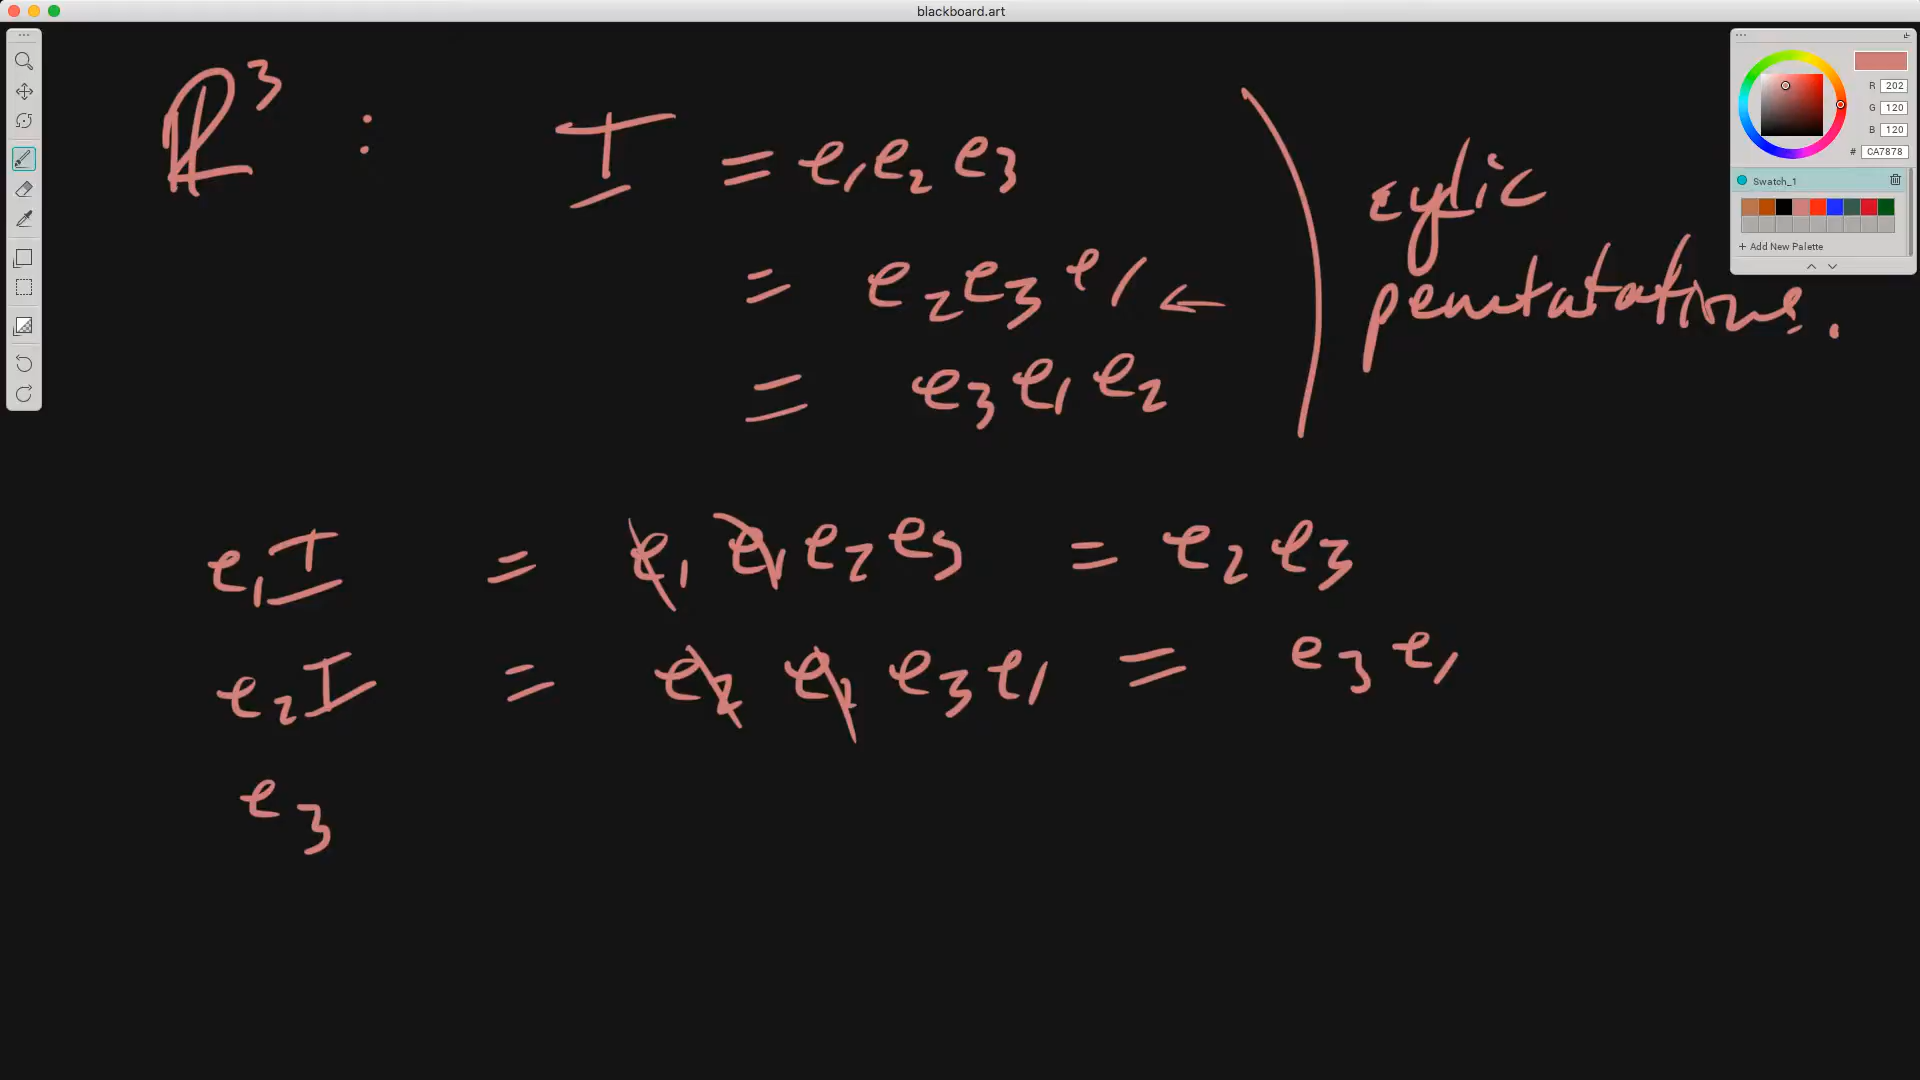 blackboard.art
ℝ³ : I = e₁e₂e₃
= e₂e₃e₁ ←
= e₃e₁e₂
cylic
pemutations.
e₁I = e₁e₁e₂e₃ = e₂e₃
e₂I = e₂e₂e₃e₁ = e₃e₁
e₃
R 202
G 120
B 120
# CA7878
Swatch_1
+ Add New Palette